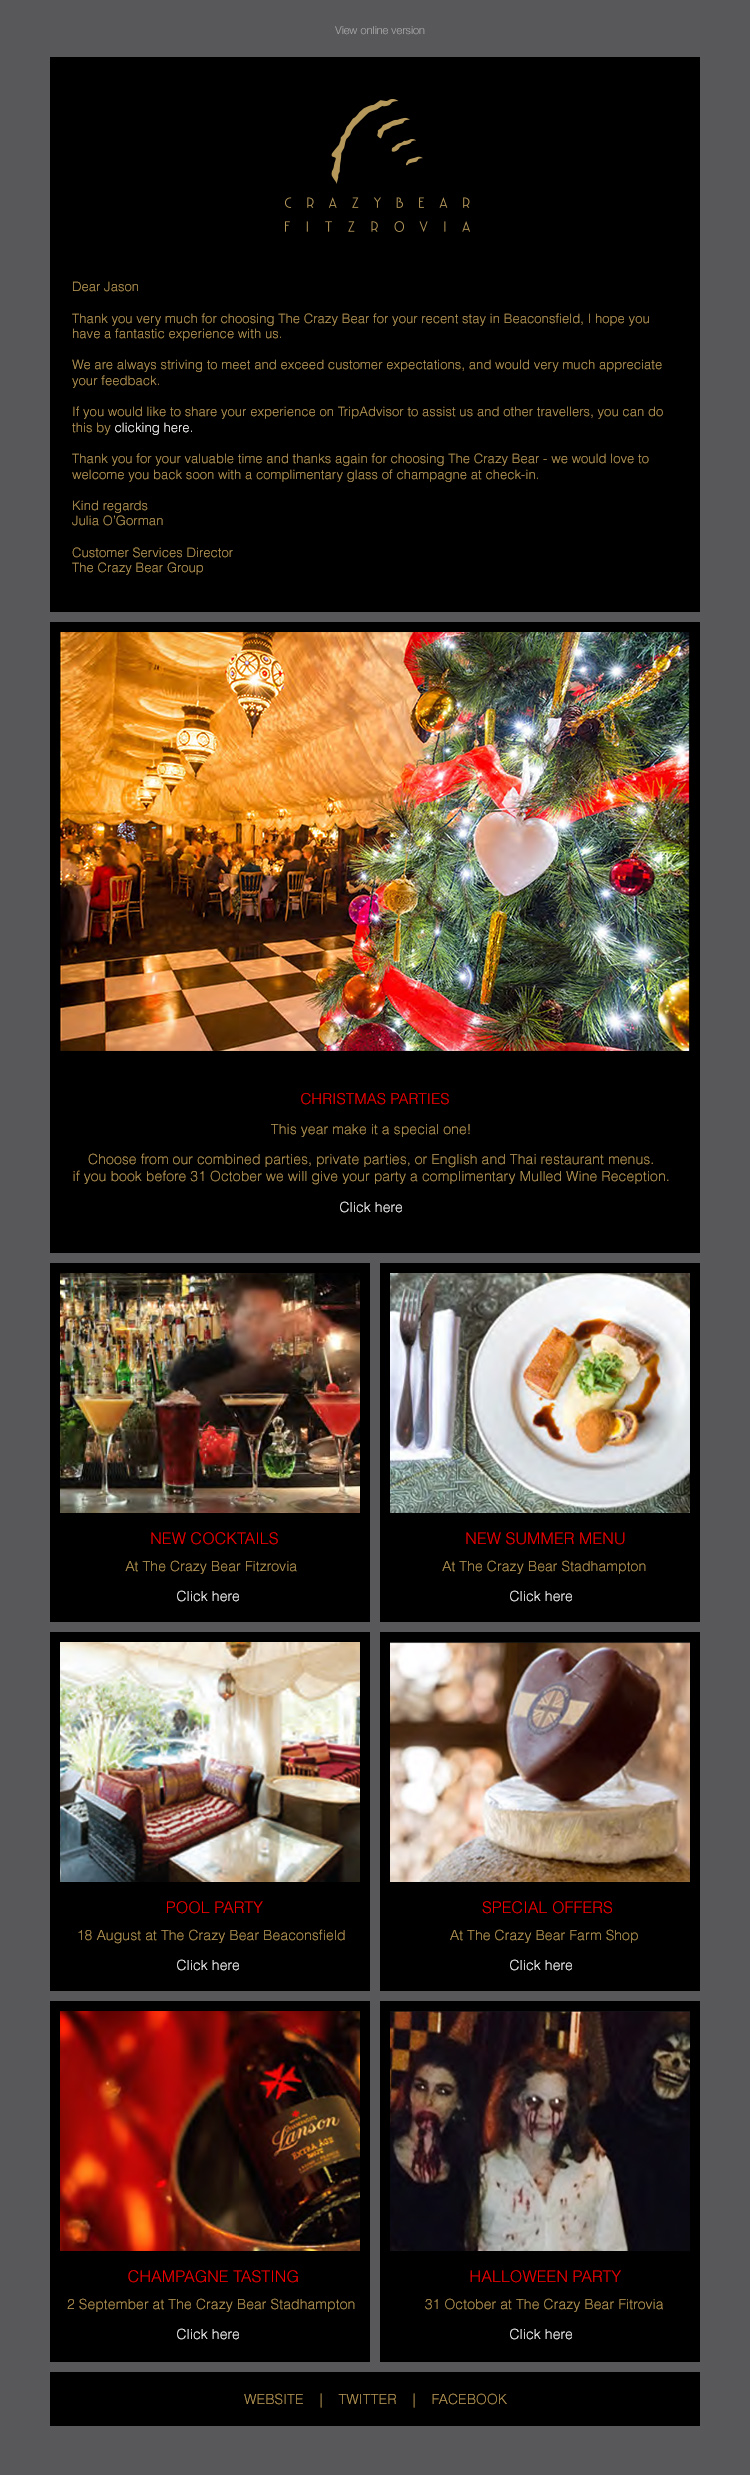 View online version
CRAZYBEAR
FITZROVIA
Dear Jason
Thank you very much for choosing The Crazy Bear for your recent stay in Beaconsfield, I hope you
have a fantastic experience with us.
We are always striving to meet and exceed customer expectations, and would very much appreciate
your feedback.
If you would like to share your experience on TripAdvisor to assist us and other travellers, you can do
this by clicking here.
Thank you for your valuable time and thanks again for choosing The Crazy Bear - we would love to
welcome you back soon with a complimentary glass of champagne at check-in.
Kind regards
Julia O'Gorman
Customer Services Director
The Crazy Bear Group
CHRISTMAS PARTIES
This year make it a special one!
Choose from our combined parties, private parties, or English and Thai restaurant menus.
if you book before 31 October we will give your party a complimentary Mulled Wine Reception.
Click here
NEW COCKTAILS
At The Crazy Bear Fitzrovia
Click here
NEW SUMMER MENU
At The Crazy Bear Stadhampton
Click here
POOL PARTY
18 August at The Crazy Bear Beaconsfield
Click here
SPECIAL OFFERS
At The Crazy Bear Farm Shop
Click here
Lanson
EXTRA ÂGE
BRUT
CHAMPAGNE TASTING
2 September at The Crazy Bear Stadhampton
Click here
HALLOWEEN PARTY
31 October at The Crazy Bear Fitrovia
Click here
WEBSITE | TWITTER | FACEBOOK